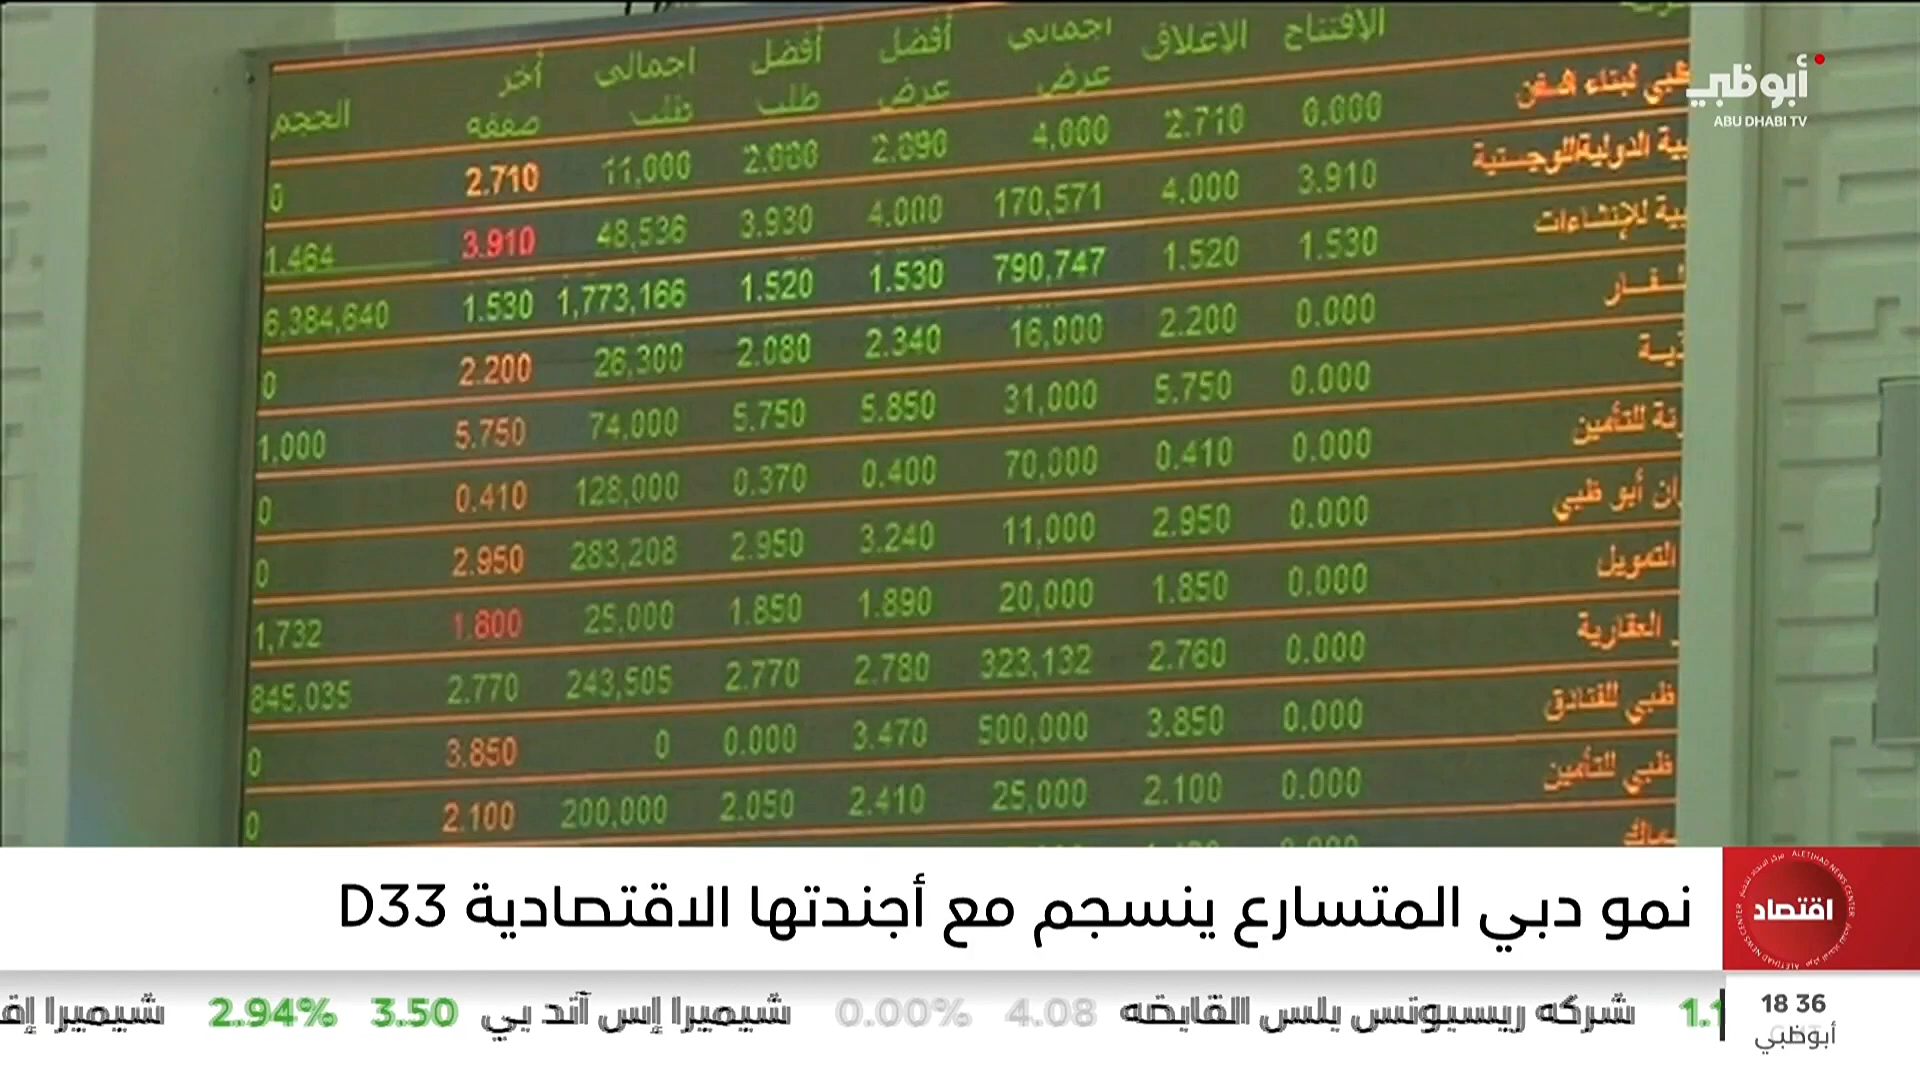 الافتتاح الاغلاق اجمالي عرض أفضل عرض أفضل طلب اجمالي طلب أخر صفقه الحجم
ظبي لبناء السفن 0.000 2.710 4,000 2.890 2.080 11,000 2.710 0
ية الدولية اللوجستية 3.910 4.000 170,571 4.000 3.930 48,536 3.910 1,464
ية للإنشاءات 1.530 1.520 790,747 1.530 1.520 1,773,166 1.530 6,384,640
0.000 2.200 16,000 2.340 2.080 26,300 2.200 0
0.000 5.750 31,000 5.850 5.750 74,000 5.750 1,000
للتأمين 0.000 0.410 70,000 0.400 0.370 128,000 0.410 0
أبو ظبي 0.000 2.950 11,000 3.240 2.950 283,208 2.950 0
التمويل 0.000 1.850 20,000 1.890 1.850 25,000 1.800 1,732
العقارية 0.000 2.760 323,132 2.780 2.770 243,505 2.770 845,035
ظبي للفنادق 0.000 3.850 500,000 3.470 0.000 0 3.850 0
ظبي للتأمين 0.000 2.100 25,000 2.410 2.050 200,000 2.100 0
أبوظبي
ABU DHABI TV
اقتصاد
نمو دبي المتسارع ينسجم مع أجندتها الاقتصادية D33
شركه ريسبونس بلس القابضه 4.08 0.00% شيميرا إس آند بي 3.50 2.94% شيميرا
18 36
أبوظبي